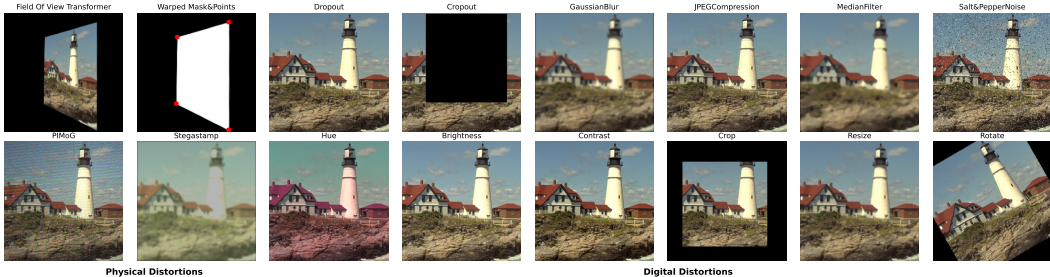 Field Of View Transformer
Warped Mask&Points
Dropout
Cropout
GaussianBlur
JPEGCompression
MedianFilter
Salt&PepperNoise
PIMoG
Stegastamp
Hue
Brightness
Contrast
Crop
Resize
Rotate
Physical Distortions
Digital Distortions